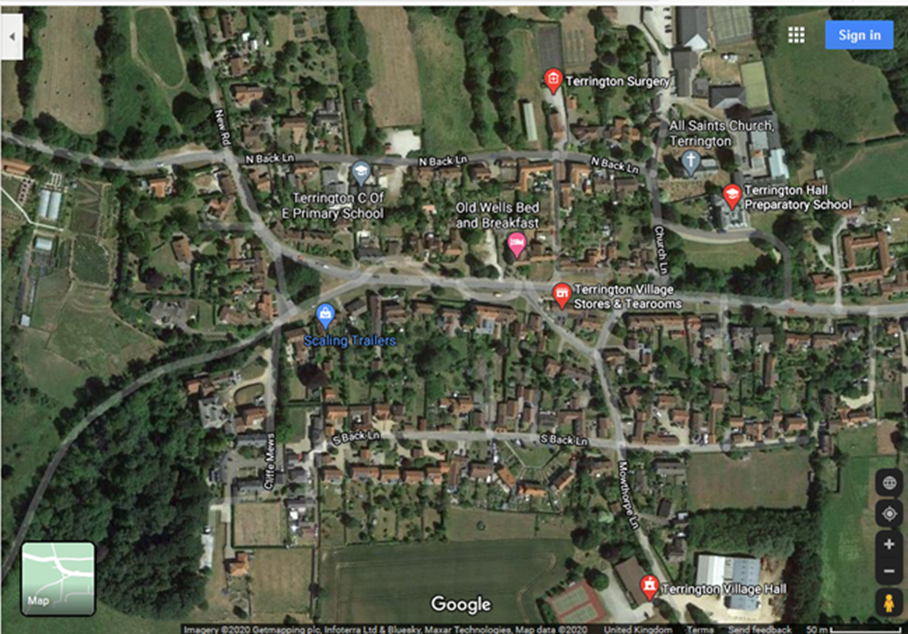 Sign in
Terrington Surgery
New Rd
All Saints Church,
Terrington
N Back Ln
N Back Ln
N Back Ln
Terrington C Of
E Primary School
Terrington Hall
Preparatory School
Old Wells Bed
and Breakfast
Church Ln
Terrington Village
Stores & Tearooms
Scaling Trailers
S Back Ln
S Back Ln
Cliffe Mews
Mowthorpe Ln
Terrington Village Hall
Map
Google
Imagery ©2020 Getmapping plc, Infoterra Ltd & Bluesky, Maxar Technologies, Map data ©2020 United Kingdom Terms Send feedback 50 m